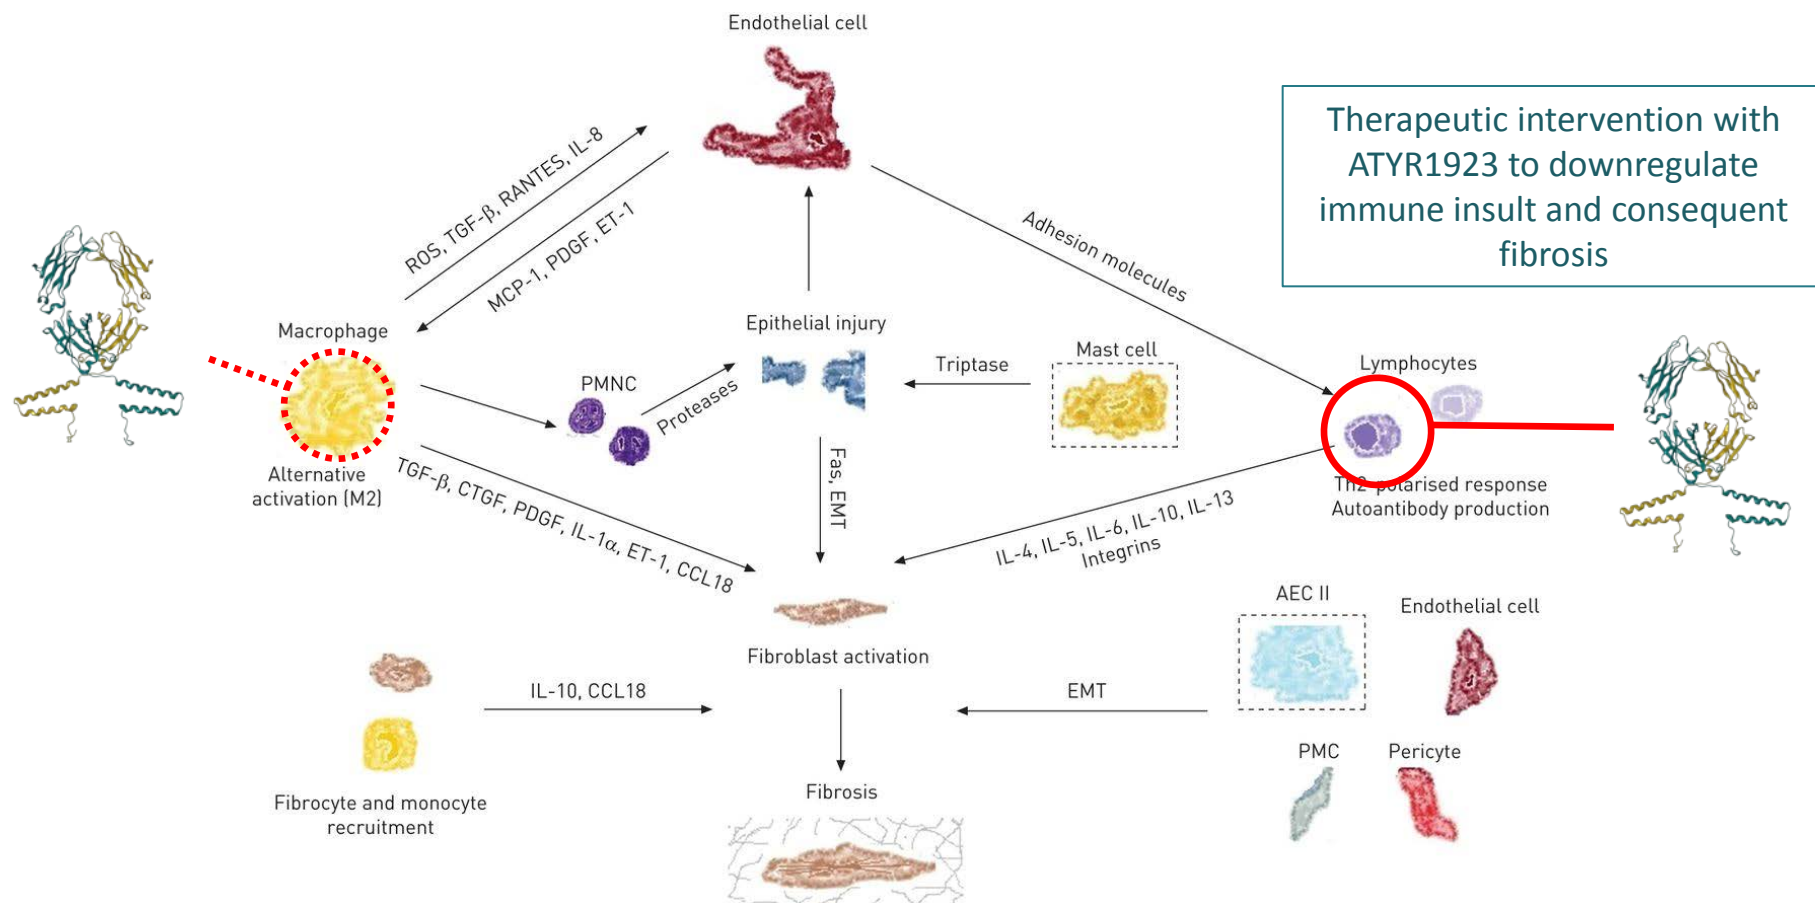 Endothelial cell
Therapeutic intervention with
ATYR1923 to downregulate
immune insult and consequent
fibrosis
ROS, TGF-β, RANTES, IL-8
MCP-1, PDGF, ET-1
Adhesion molecules
Macrophage
Epithelial injury
PMNC
Proteases
Triptase
Mast cell
Lymphocytes
Alternative
activation (M2)
TGF-β, CTGF, PDGF, IL-1α, ET-1, CCL18
Fas, EMT
Th2-polarised response
Autoantibody production
IL-4, IL-5, IL-6, IL-10, IL-13
Integrins
AEC II
Endothelial cell
Fibroblast activation
IL-10, CCL18
EMT
PMC
Pericyte
Fibrocyte and monocyte
recruitment
Fibrosis